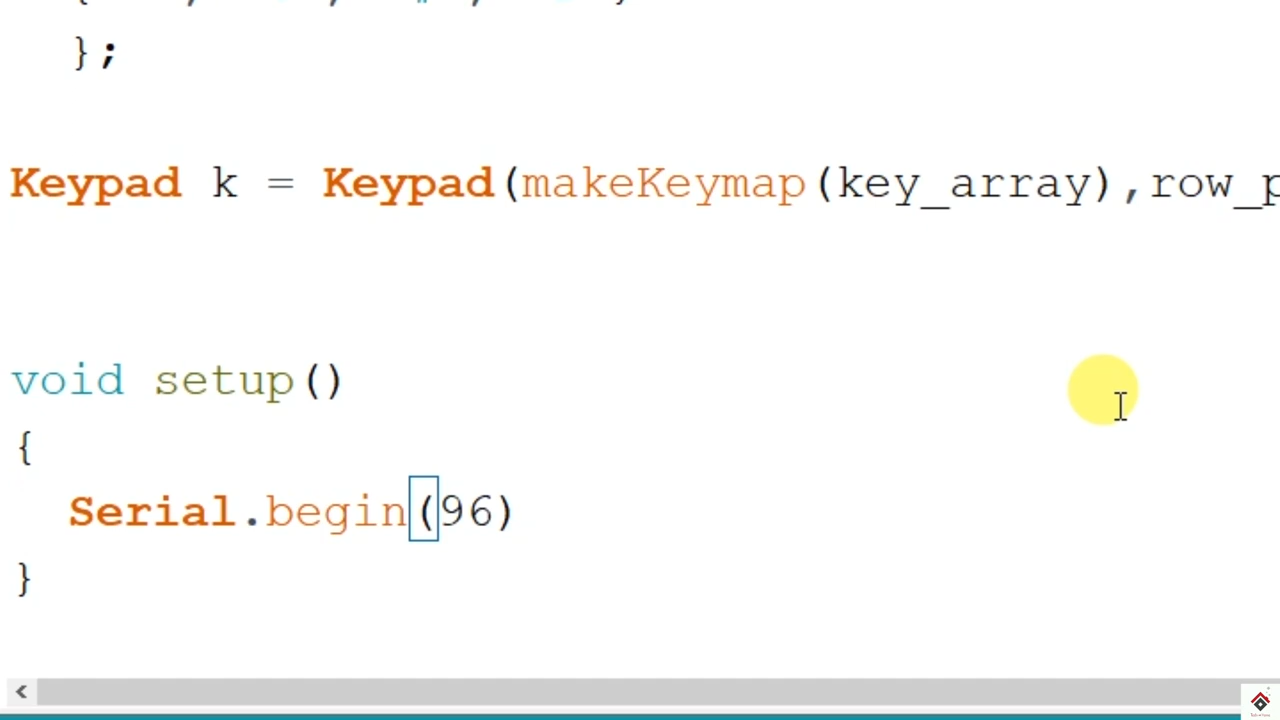 };
Keypad k = Keypad(makeKeymap(key_array),row_p
void setup()
{
Serial.begin(96)
}